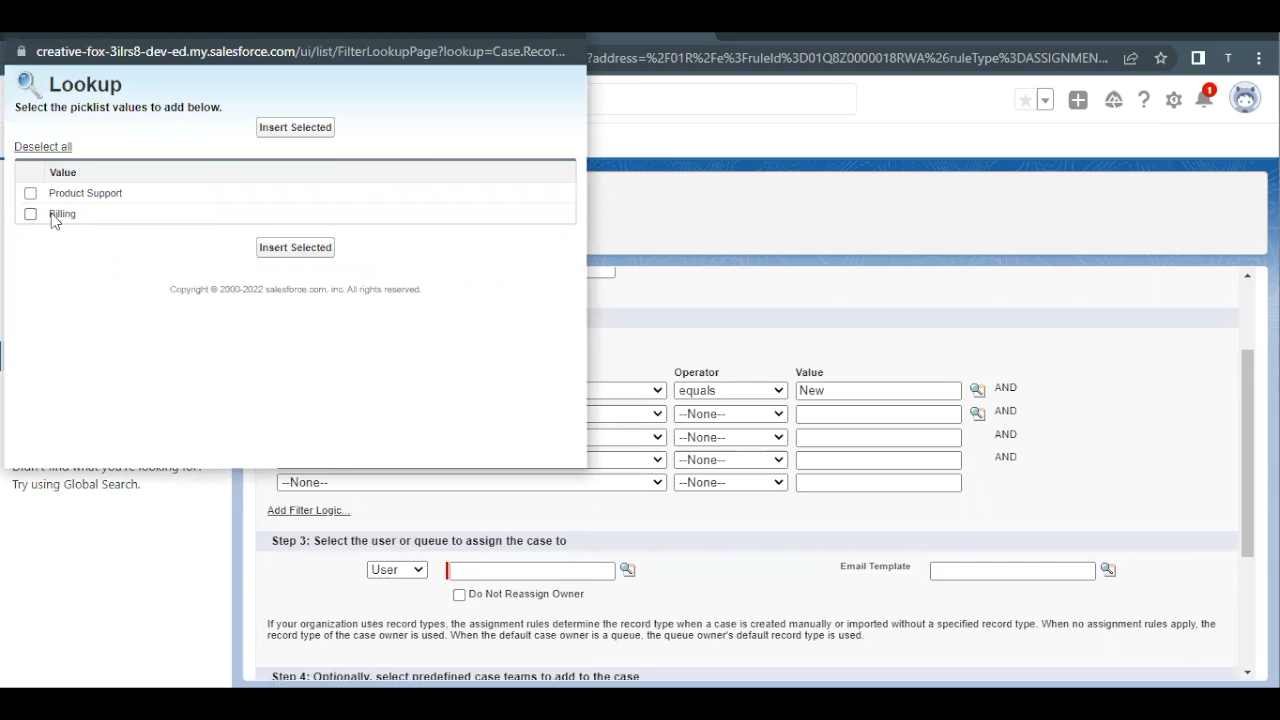 creative-fox-3ilrs8-dev-ed.my.salesforce.com/ui/list/FilterLookupPage?lookup=Case.Recor...
?address=%2F01R%2Fe%3FruleId%3D01Q8Z0000018RWA%26ruleType%3DASSIGNMEN...
T
Lookup
1
Select the picklist values to add below.
Insert Selected
Deselect all
Value
Product Support
Billing
Insert Selected
Copyright © 2000-2022 salesforce.com, inc. All rights reserved.
Operator Value
equals New AND
--None-- AND
--None-- AND
--None-- AND
--None-- --None--
Try using Global Search.
Add Filter Logic...
Step 3: Select the user or queue to assign the case to
User Email Template
Do Not Reassign Owner
If your organization uses record types, the assignment rules determine the record type when a case is created manually or imported without a specified record type. When no assignment rules apply, the
record type of the case owner is used. When the default case owner is a queue, the queue owner's default record type is used.
Step 4: Optionally, select predefined case teams to add to the case